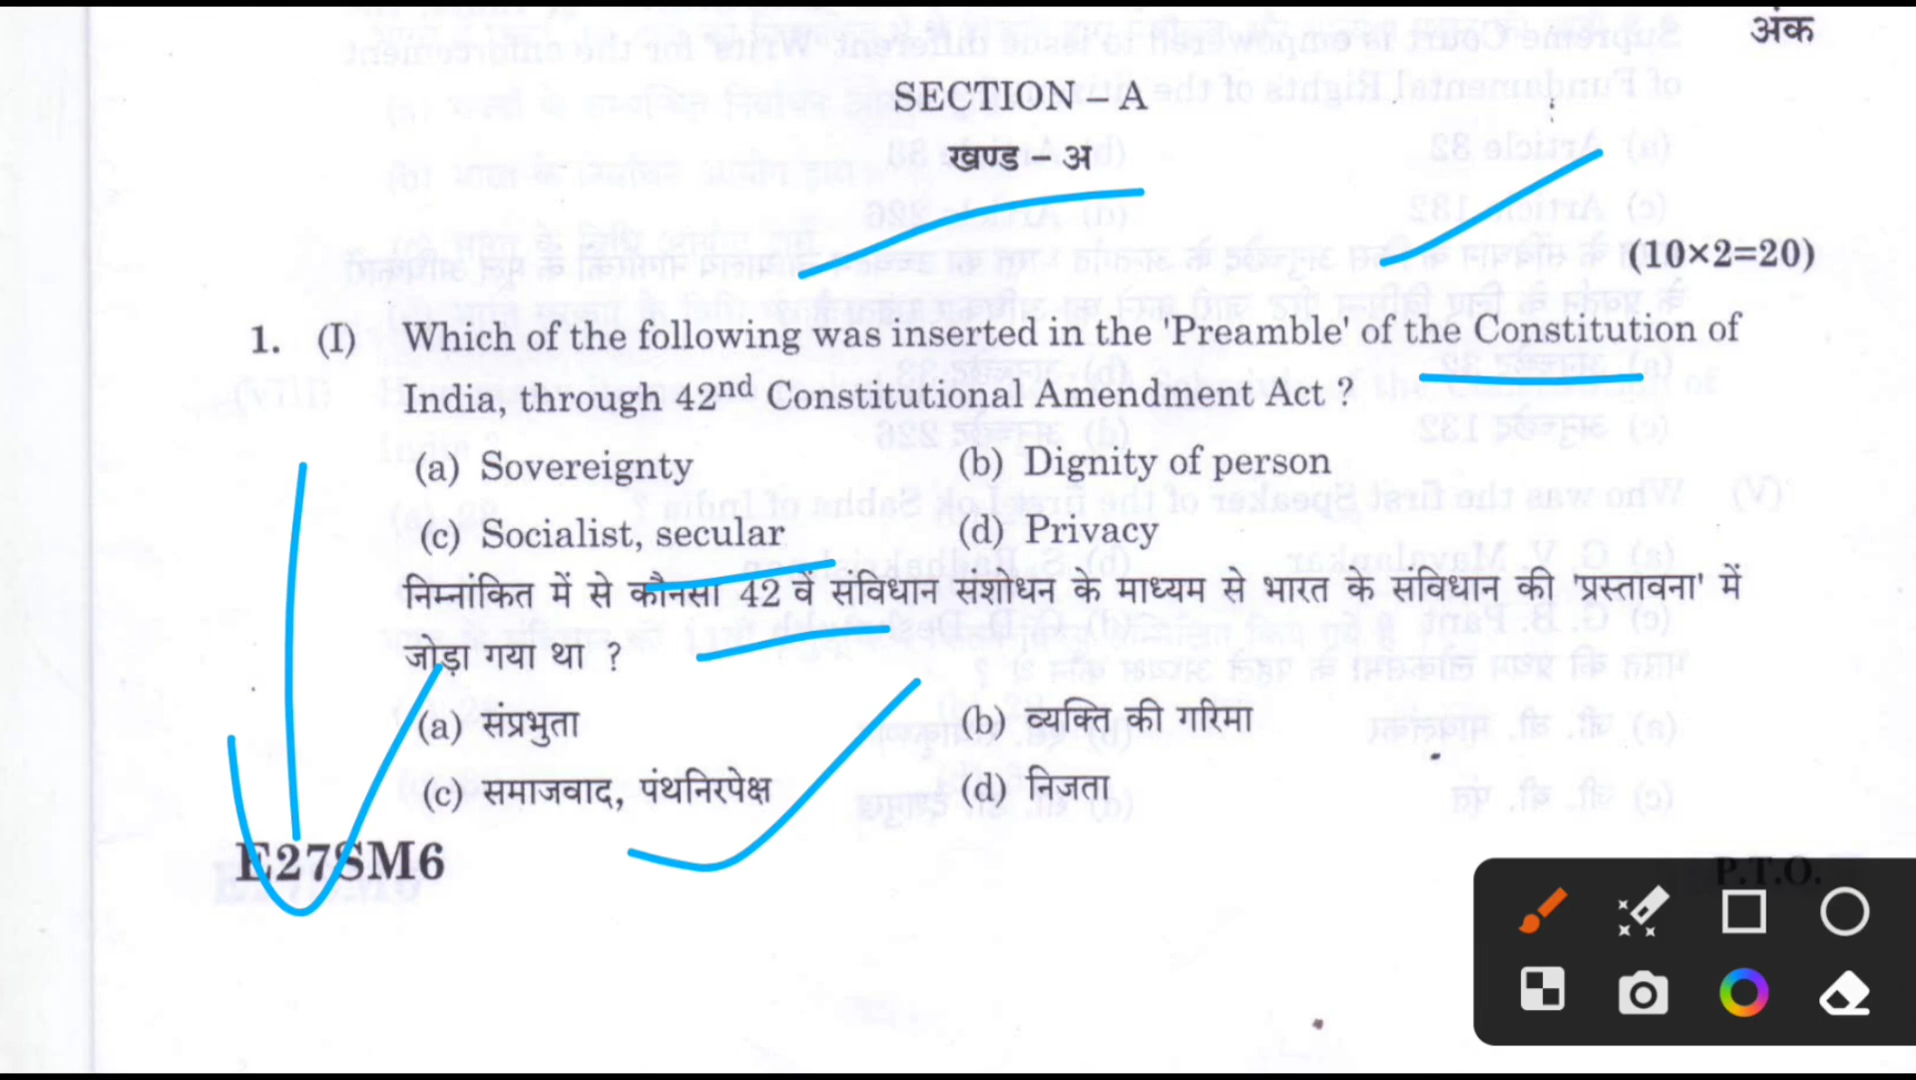 अंक
SECTION – A
खण्ड – अ
(10×2=20)
1. (I) Which of the following was inserted in the 'Preamble' of the Constitution of
India, through 42nd Constitutional Amendment Act ?
(a) Sovereignty (b) Dignity of person
(c) Socialist, secular (d) Privacy
निम्नांकित में से कौनसा 42 वें संविधान संशोधन के माध्यम से भारत के संविधान की 'प्रस्तावना' में
जोड़ा गया था ?
(a) संप्रभुता (b) व्यक्ति की गरिमा
(c) समाजवाद, पंथनिरपेक्ष (d) निजता
E27SM6 P.T.O.